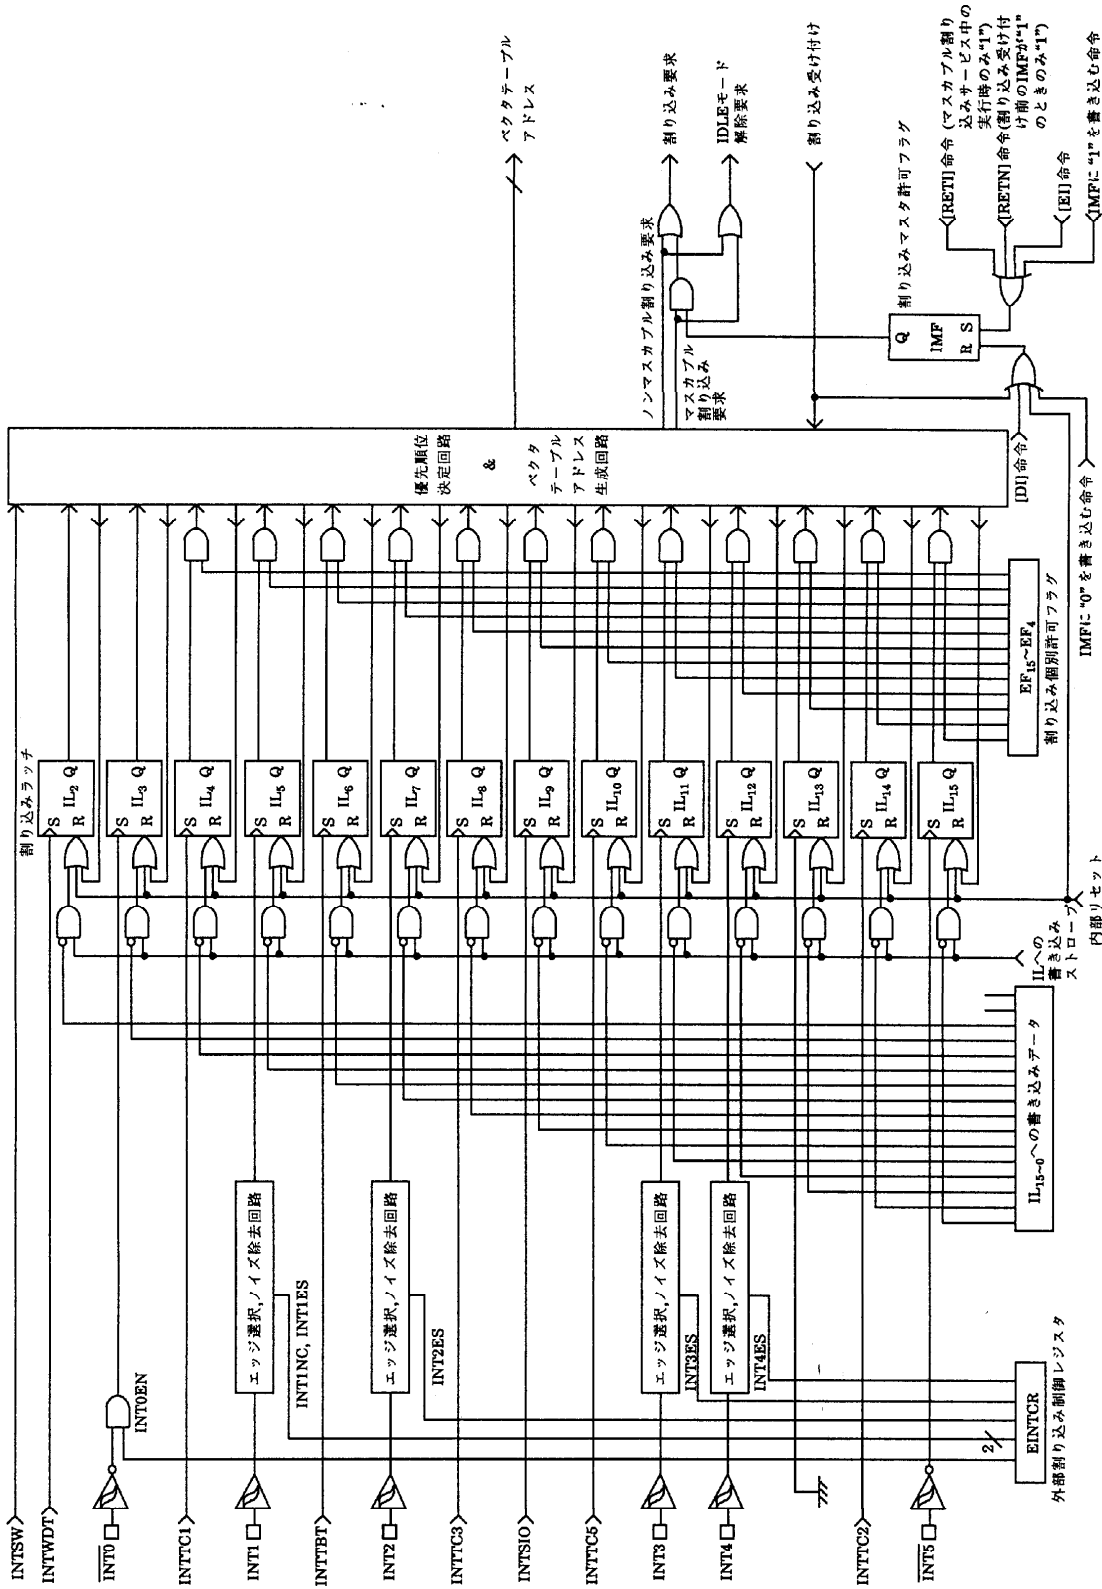 INTSW
INTWDT
INT0
INTTC1
INT1
INTTBT
INT2
INTTC3
INTSIO
INTTC5
INT3
INT4
INTTC2
INT5
INT0EN
エッジ選択,ノイズ除去回路
INT1NC, INT1ES
エッジ選択,ノイズ除去回路
INT2ES
エッジ選択,ノイズ除去回路
INT3ES
エッジ選択,ノイズ除去回路
INT4ES
2
EINTCR
外部割り込み制御レジスタ
IL15~0への書き込みデータ
ILへの
書き込み
ストローブ
内部リセット
割り込みラッチ
S IL2 Q
R
S IL3 Q
R
S IL4 Q
R
S IL5 Q
R
S IL6 Q
R
S IL7 Q
R
S IL8 Q
R
S IL9 Q
R
S IL10 Q
R
S IL11 Q
R
S IL12 Q
R
S IL13 Q
R
S IL14 Q
R
S IL15 Q
R
EF15~EF4
割り込み個別許可フラグ
優先順位
決定回路
&
ベクタ
テーブル
アドレス
生成回路
ベクタテーブル
アドレス
ノンマスカブル割り込み要求
マスカブル
割り込み
要求
割り込み要求
IDLEモード
解除要求
割り込み受け付け
割り込みマスタ許可フラグ
Q
IMF
R S
[DI]命令
IMFに“0”を書き込む命令
[RETI]命令(マスカブル割り
込みサービス中の
実行時のみ“1”)
[RETN]命令(割り込み受け付
け前のIMFが“1”
のときのみ“1”)
[EI]命令
IMFに“1”を書き込む命令